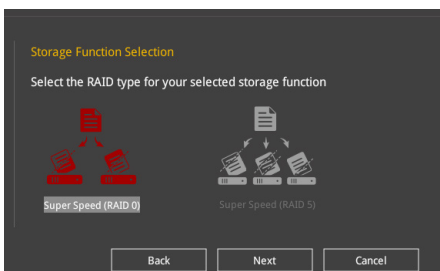 Storage Function Selection
Select the RAID type for your selected storage function
Super Speed (RAID 0)
Super Speed (RAID 5)
Back
Next
Cancel